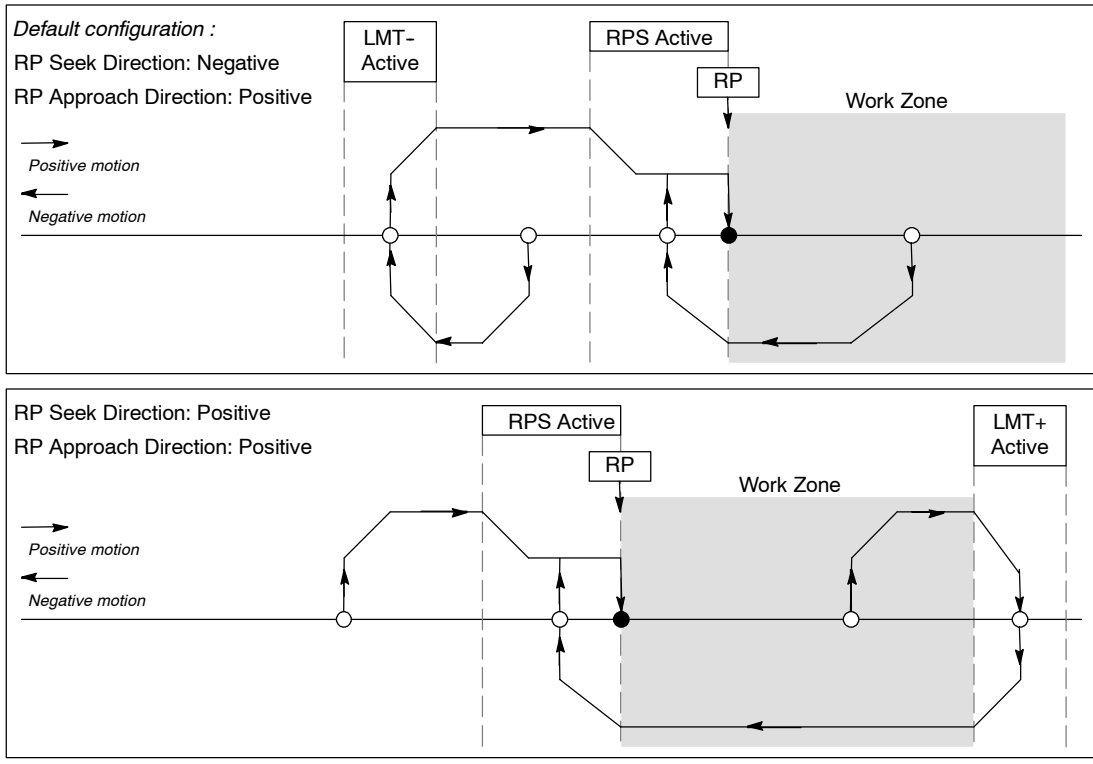 Default configuration :
RP Seek Direction: Negative
RP Approach Direction: Positive
LMT-
Active
RPS Active
RP
Work Zone
Positive motion
Negative motion
RP Seek Direction: Positive
RP Approach Direction: Positive
RPS Active
RP
LMT+
Active
Work Zone
Positive motion
Negative motion